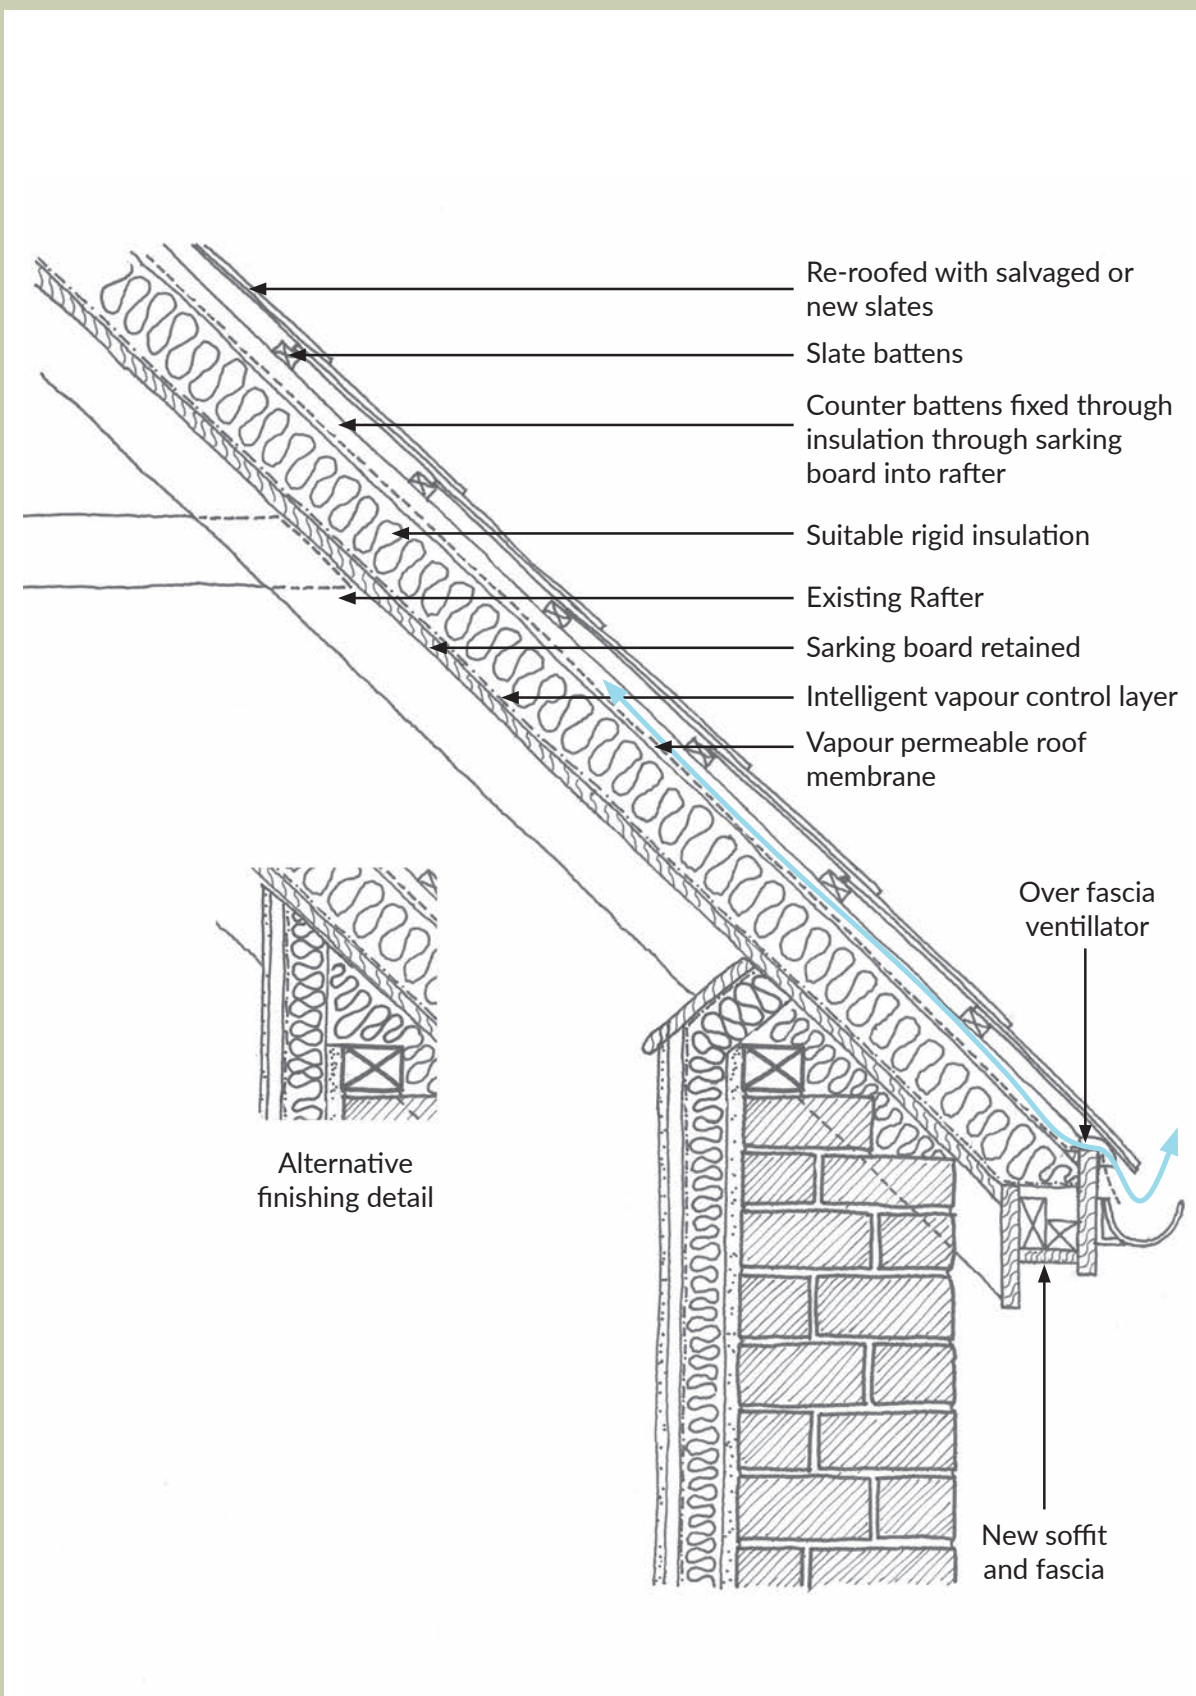 Re-roofed with salvaged or
new slates
Slate battens
Counter battens fixed through
insulation through sarking
board into rafter
Suitable rigid insulation
Existing Rafter
Sarking board retained
Intelligent vapour control layer
Vapour permeable roof
membrane
Over fascia
ventillator
Alternative
finishing detail
New soffit
and fascia